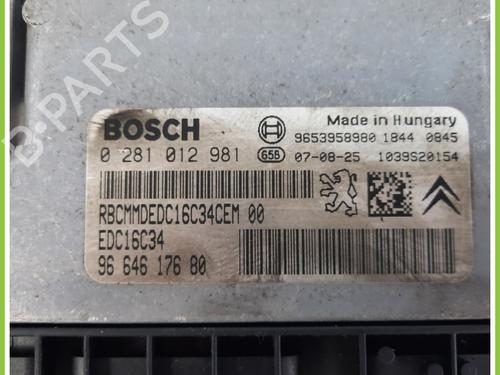 BOSCH
Made in Hungary
9653958980 1844 0845
0 281 012 981
656
07-08-25 1039S20154
RBCMMDEDC16C34CEM 00
EDC16C34
96 646 176 80
B-PARTS